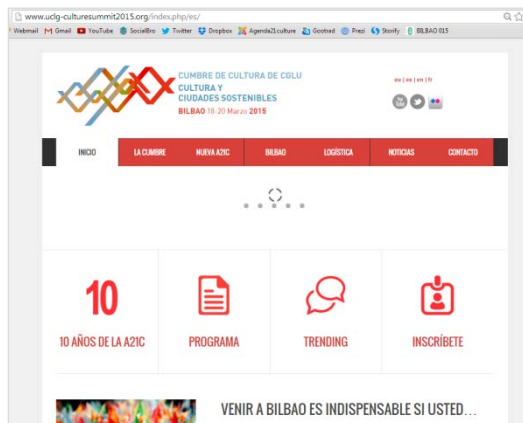 www.uclg-culturesummit2015.org/index.php/es/
Webmail Gmail YouTube SocialBro Twitter Dropbox Agenda21culture Gootrad Prezi Storify BILBAO 015
CUMBRE DE CULTURA DE CGLU
CULTURA Y
CIUDADES SOSTENIBLES
BILBAO 18-20 Marzo 2015
eu | es | en | fr
You Tube
INICIO LA CUMBRE NUEVA A21C BILBAO LOGÍSTICA NOTICIAS CONTACTO
10
10 AÑOS DE LA A21C PROGRAMA TRENDING INSCRÍBETE
VENIR A BILBAO ES INDISPENSABLE SI USTED...